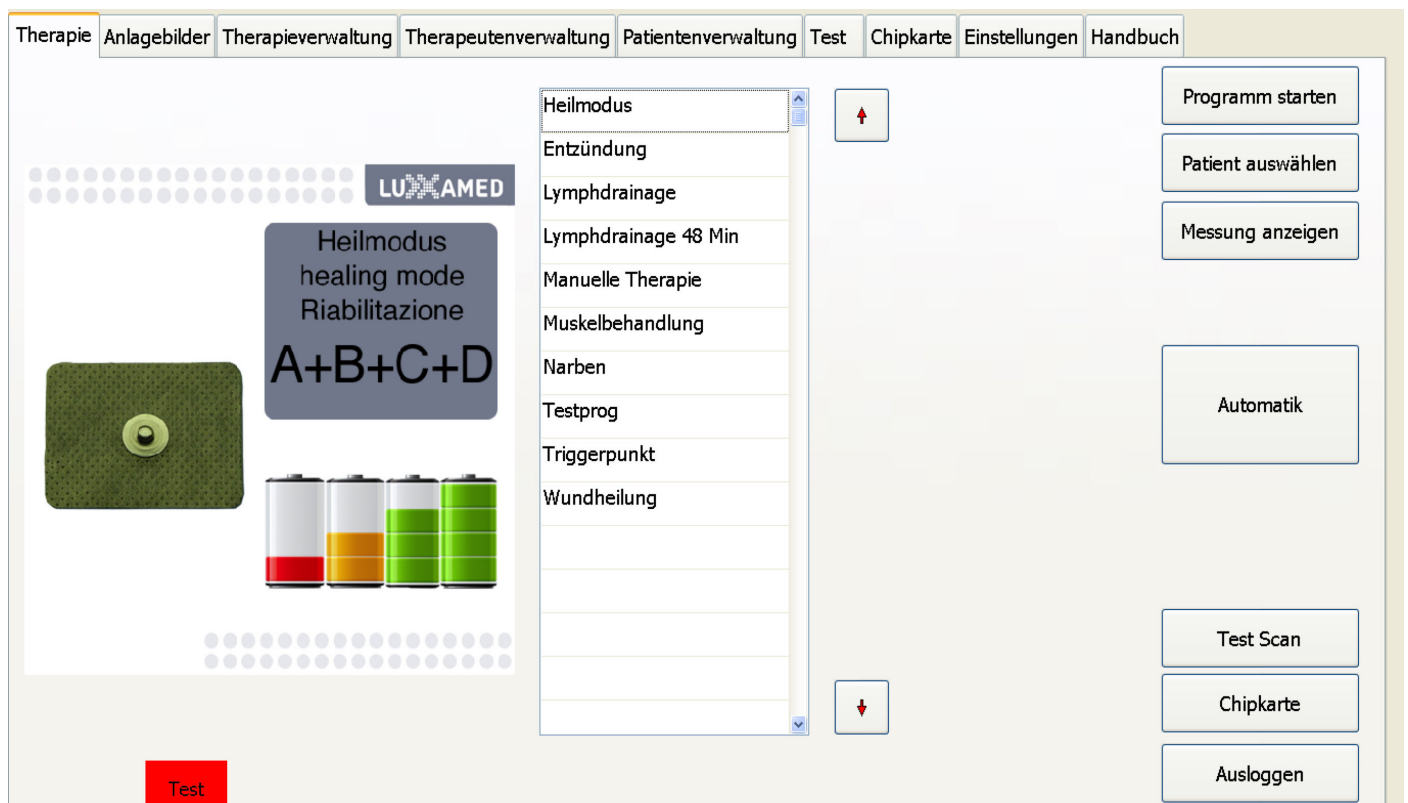 Therapie Anlagebilder Therapieverwaltung Therapeutenverwaltung Patientenverwaltung Test Chipkarte Einstellungen Handbuch
LUXXAMED
Heilmodus
healing mode
Riabilitazione
A+B+C+D
Heilmodus
Entzündung
Lymphdrainage
Lymphdrainage 48 Min
Manuelle Therapie
Muskelbehandlung
Narben
Testprog
Triggerpunkt
Wundheilung
Programm starten
Patient auswählen
Messung anzeigen
Automatik
Test Scan
Chipkarte
Ausloggen
Test